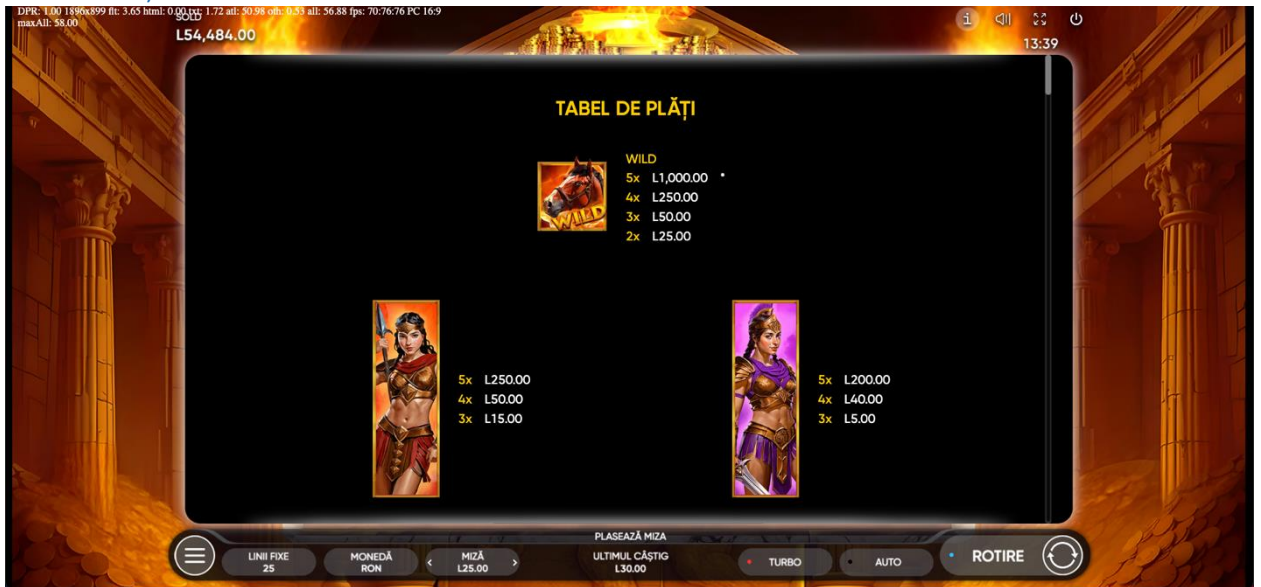 DPR: 1.00 1896x899 flt: 3.65 html: 0.00 txt: 1.72 atl: 50.98 oth: 0.53 all: 56.88 fps: 70:76:76 PC 16:9
maxAll: 58.00
SOLD
L54,484.00
13:39
TABEL DE PLĂȚI
WILD
WILD
5x L1,000.00
4x L250.00
3x L50.00
2x L25.00
5x L250.00
4x L50.00
3x L15.00
5x L200.00
4x L40.00
3x L5.00
PLASEAZĂ MIZA
LINII FIXE
25
MONEDĂ
RON
MIZĂ
L25.00
ULTIMUL CÂȘTIG
L30.00
TURBO
AUTO
ROTIRE